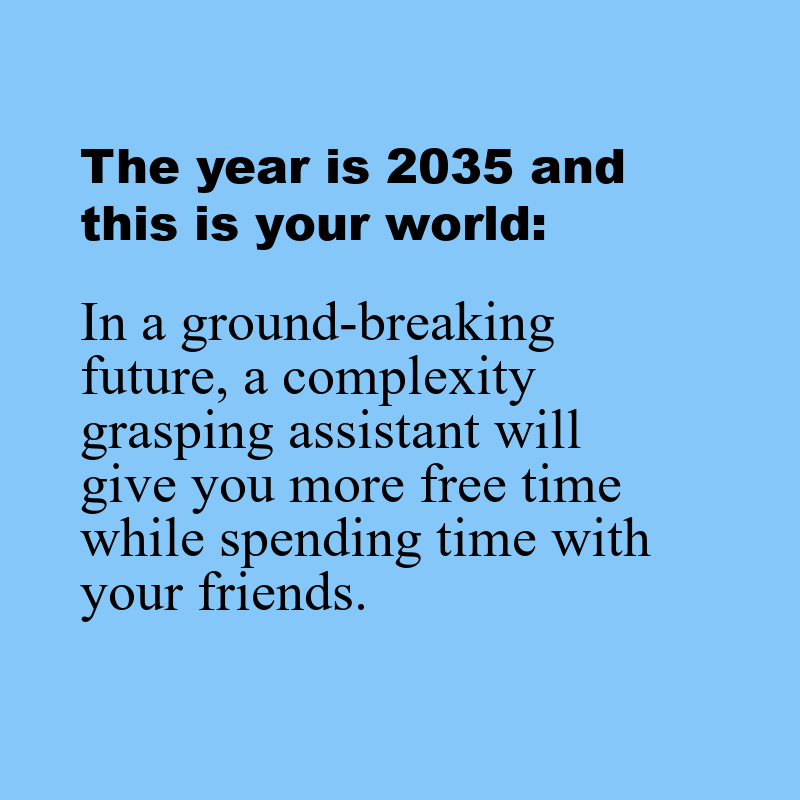 The year is 2035 and
this is your world:
In a ground-breaking
future, a complexity
grasping assistant will
give you more free time
while spending time with
your friends.